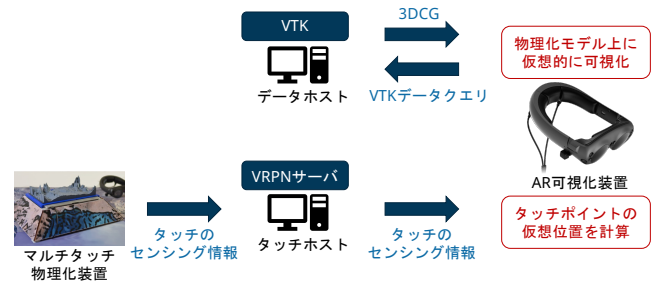 VTK
3DCG
データホスト
VTKデータクエリ
物理化モデル上に
仮想的に可視化
AR可視化装置
VRPNサーバ
タッチホスト
マルチタッチ
物理化装置
タッチの
センシング情報
タッチの
センシング情報
タッチポイントの
仮想位置を計算